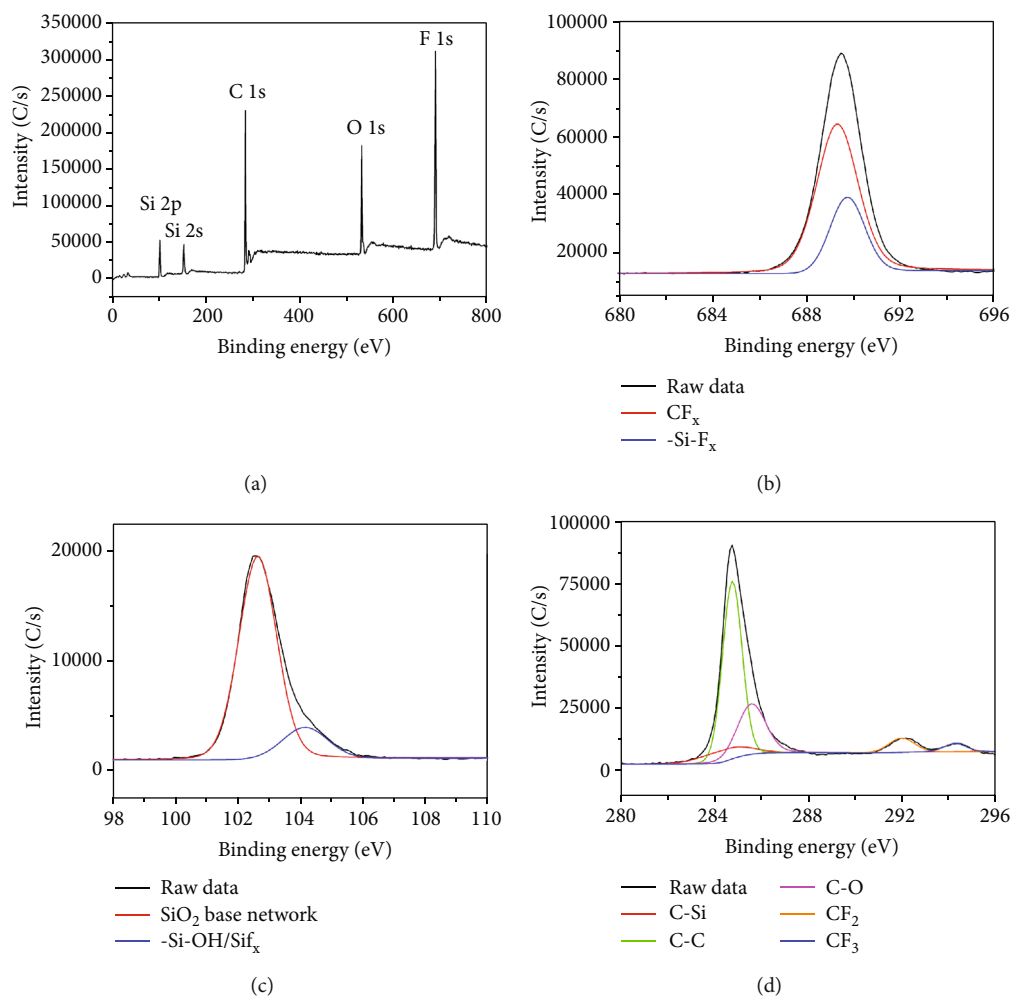 350000
300000
250000
200000
150000
100000
50000
0
Intensity (C/s)
Si 2p
Si 2s
C 1s
O 1s
F 1s
0 200 400 600 800
Binding energy (eV)
(a)
100000
80000
60000
40000
20000
Intensity (C/s)
680 684 688 692 696
Binding energy (eV)
Raw data
CFₓ
-Si-Fₓ
(b)
20000
10000
0
Intensity (C/s)
98 100 102 104 106 108 110
Binding energy (eV)
Raw data
SiO₂ base network
-Si-OH/Sifₓ
(c)
100000
75000
50000
25000
0
Intensity (C/s)
280 284 288 292 296
Binding energy (eV)
Raw data
C-Si
C-C
C-O
CF₂
CF₃
(d)